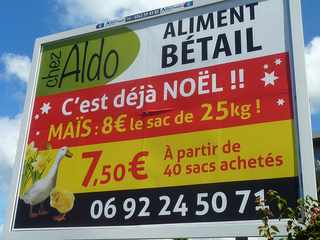 chez Aldo
ALIMENT
BÉTAIL
C'est déjà NOËL !!
MAÏS : 8€ le sac de 25kg !
7,50€
À partir de
40 sacs achetés
06 92 24 50 71